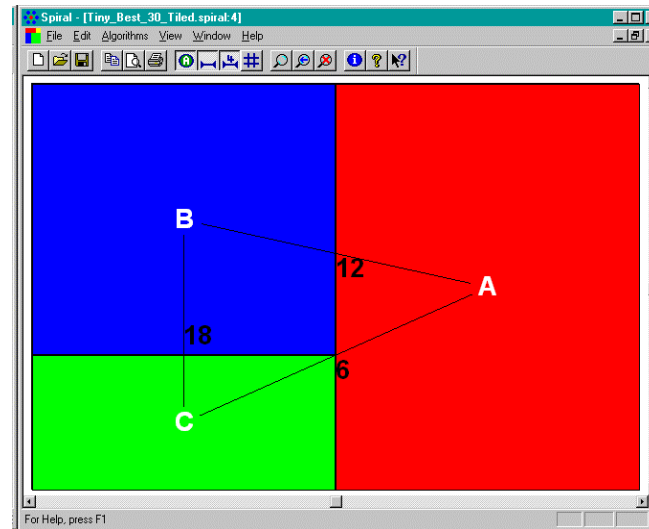 Spiral - [Tiny_Best_30_Tiled.spiral:4]
File Edit Algorithms View Window Help
B
12
A
18
6
C
For Help, press F1